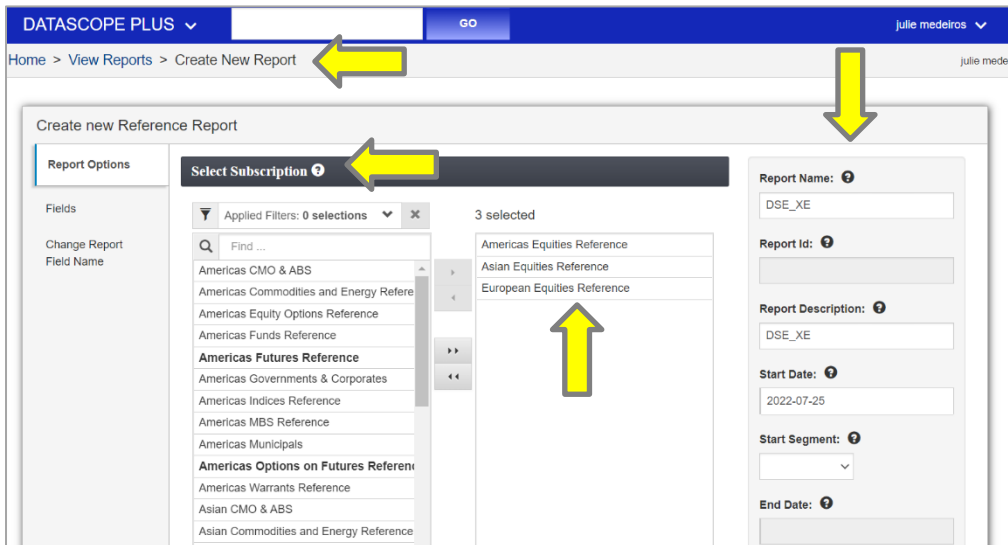 DATASCOPE PLUS
GO
julie medeiros
Home > View Reports > Create New Report
julie mede
Create new Reference Report
Report Options
Fields
Change Report
Field Name
Select Subscription ?
Applied Filters: 0 selections
Find ...
Americas CMO & ABS
Americas Commodities and Energy Refere
Americas Equity Options Reference
Americas Funds Reference
Americas Futures Reference
Americas Governments & Corporates
Americas Indices Reference
Americas MBS Reference
Americas Municipals
Americas Options on Futures Referen
Americas Warrants Reference
Asian CMO & ABS
Asian Commodities and Energy Reference
3 selected
Americas Equities Reference
Asian Equities Reference
European Equities Reference
Report Name: ?
DSE_XE
Report Id: ?
Report Description: ?
DSE_XE
Start Date: ?
2022-07-25
Start Segment: ?
End Date: ?